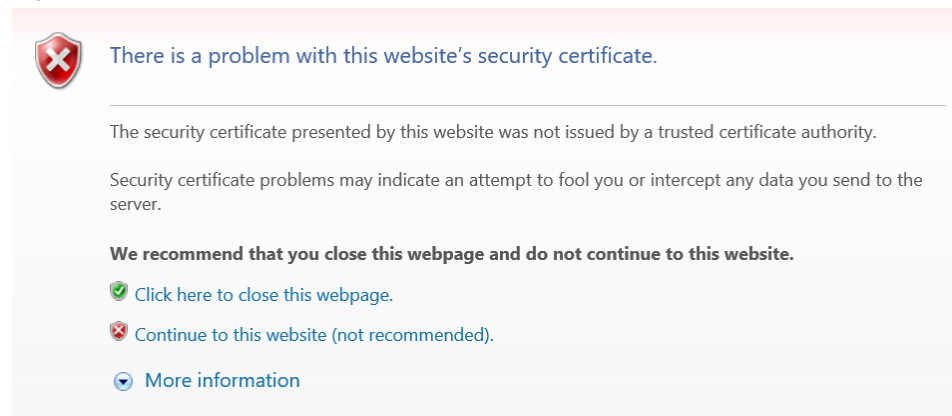 There is a problem with this website's security certificate.
The security certificate presented by this website was not issued by a trusted certificate authority.
Security certificate problems may indicate an attempt to fool you or intercept any data you send to the
server.
We recommend that you close this webpage and do not continue to this website.
Click here to close this webpage.
Continue to this website (not recommended).
More information